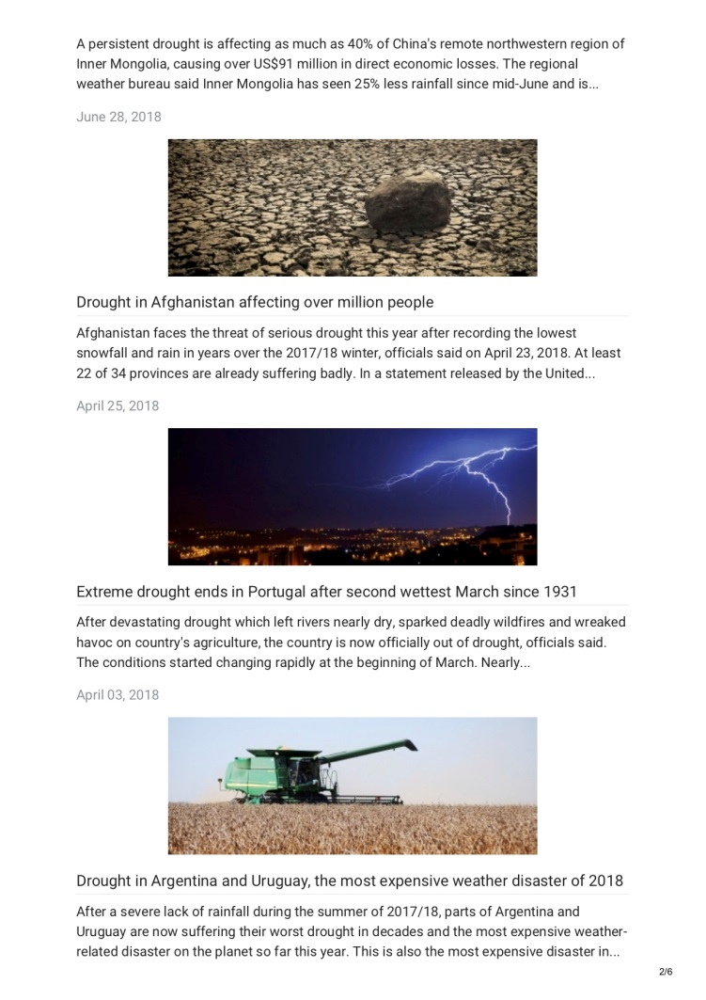 A persistent drought is affecting as much as 40% of China's remote northwestern region of
Inner Mongolia, causing over US$91 million in direct economic losses. The regional
weather bureau said Inner Mongolia has seen 25% less rainfall since mid-June and is...
June 28, 2018
Drought in Afghanistan affecting over million people
Afghanistan faces the threat of serious drought this year after recording the lowest
snowfall and rain in years over the 2017/18 winter, officials said on April 23, 2018. At least
22 of 34 provinces are already suffering badly. In a statement released by the United...
April 25, 2018
Extreme drought ends in Portugal after second wettest March since 1931
After devastating drought which left rivers nearly dry, sparked deadly wildfires and wreaked
havoc on country's agriculture, the country is now officially out of drought, officials said.
The conditions started changing rapidly at the beginning of March. Nearly...
April 03, 2018
Drought in Argentina and Uruguay, the most expensive weather disaster of 2018
After a severe lack of rainfall during the summer of 2017/18, parts of Argentina and
Uruguay are now suffering their worst drought in decades and the most expensive weather-
related disaster on the planet so far this year. This is also the most expensive disaster in...
2/6